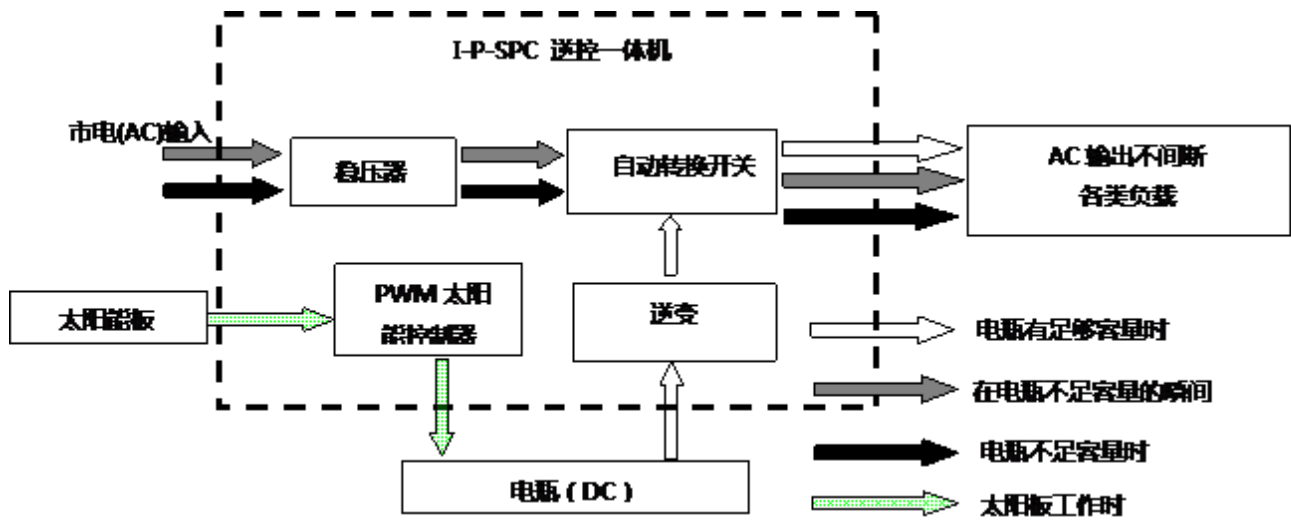 I-P-SPC 逆控一体机
市电(AC)输入
稳压器
自动转换开关
AC 输出不间断
各类负载
太阳能板
PWM 太阳
能控制器
逆变
电瓶 ( DC )
电瓶有足够容量时
在电瓶不足容量的瞬间
电瓶不足容量时
太阳板工作时